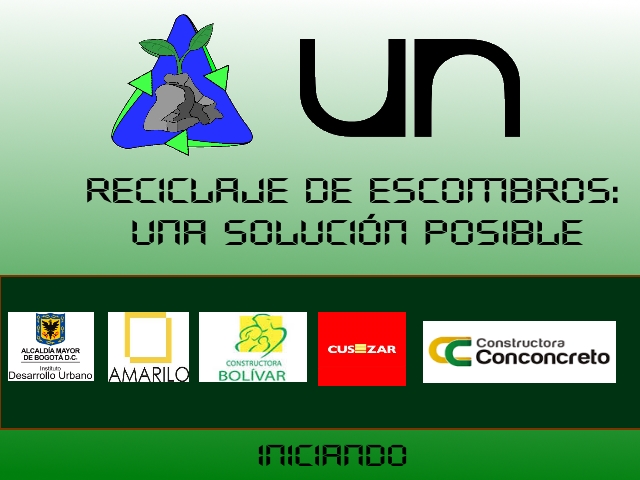 un
RECICLAJE DE ESCOMBROS:
UNA SOLUCIÓN POSIBLE
ALCALDÍA MAYOR
DE BOGOTÁ D.C.
Instituto
Desarrollo Urbano
AMARILO
CONSTRUCTORA
BOLÍVAR
CUSEZAR
Constructora
Conconcreto
INICIANDO